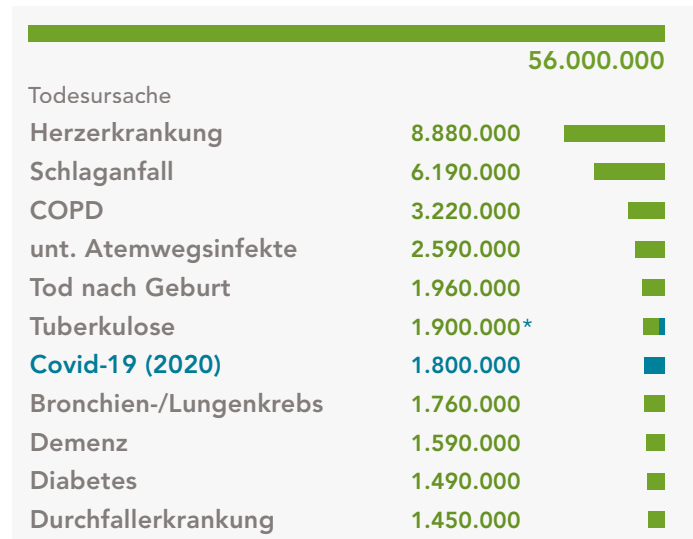 56.000.000
Todesursache
Herzerkrankung 8.880.000
Schlaganfall 6.190.000
COPD 3.220.000
unt. Atemwegsinfekte 2.590.000
Tod nach Geburt 1.960.000
Tuberkulose 1.900.000*
Covid-19 (2020) 1.800.000
Bronchien-/Lungenkrebs 1.760.000
Demenz 1.590.000
Diabetes 1.490.000
Durchfallerkrankung 1.450.000